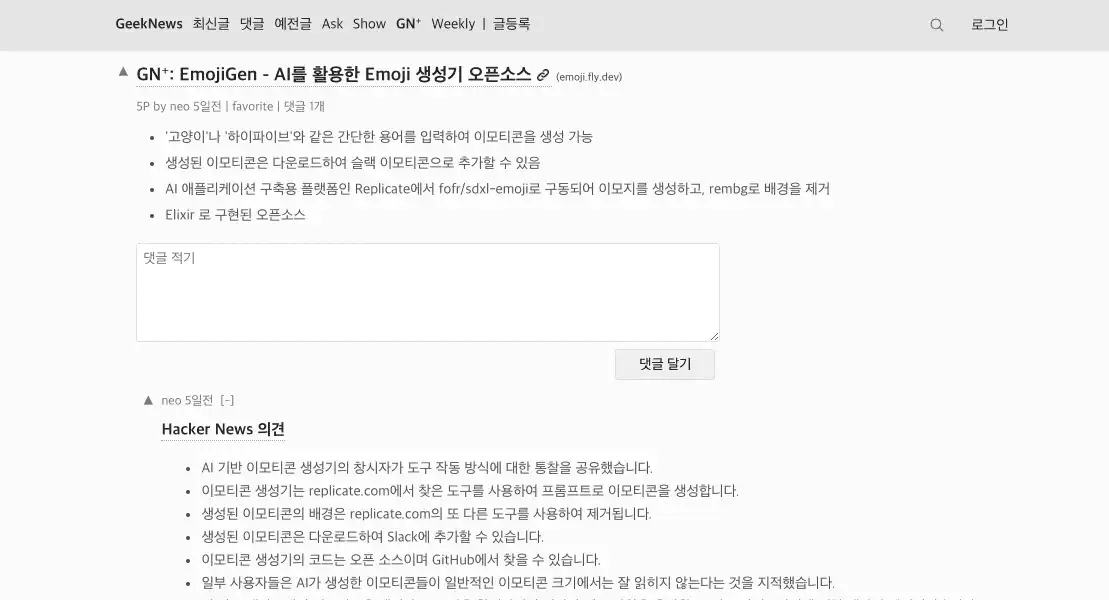 GeekNews 최신글 댓글 예전글 Ask Show GN⁺ Weekly | 글등록 로그인
▲ GN⁺: EmojiGen - AI를 활용한 Emoji 생성기 오픈소스 (emoji.fly.dev)
5P by neo 5일전 | favorite | 댓글 1개
• '고양이'나 '하이파이브'와 같은 간단한 용어를 입력하여 이모티콘을 생성 가능
• 생성된 이모티콘은 다운로드하여 슬랙 이모티콘으로 추가할 수 있음
• AI 애플리케이션 구축용 플랫폼인 Replicate에서 fofr/sdxl-emoji로 구동되어 이모지를 생성하고, rembg로 배경을 제거
• Elixir 로 구현된 오픈소스
댓글 적기
댓글 달기
▲ neo 5일전 [-]
Hacker News 의견
• AI 기반 이모티콘 생성기의 창시자가 도구 작동 방식에 대한 통찰을 공유했습니다.
• 이모티콘 생성기는 replicate.com에서 찾은 도구를 사용하여 프롬프트로 이모티콘을 생성합니다.
• 생성된 이모티콘의 배경은 replicate.com의 또 다른 도구를 사용하여 제거됩니다.
• 생성된 이모티콘은 다운로드하여 Slack에 추가할 수 있습니다.
• 이모티콘 생성기의 코드는 오픈 소스이며 GitHub에서 찾을 수 있습니다.
• 일부 사용자들은 AI가 생성한 이모티콘들이 일반적인 이모티콘 크기에서는 잘 읽히지 않는다는 것을 지적했습니다.